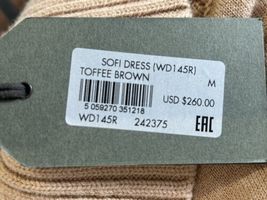 SOFI DRESS (WD145R)
TOFFEE BROWN
M
5 059270 351218
USD $260.00
WD145R 242375
EAC